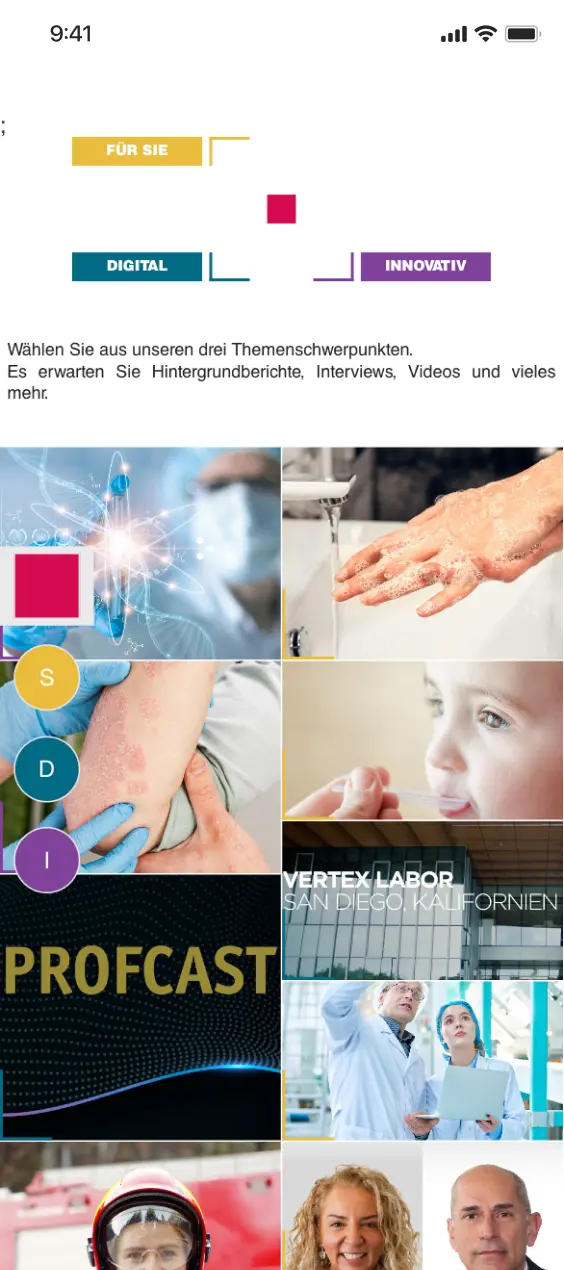 9:41
;
FÜR SIE
DIGITAL
INNOVATIV
Wählen Sie aus unseren drei Themenschwerpunkten.
Es erwarten Sie Hintergrundberichte, Interviews, Videos und vieles
mehr.
S
D
I
VERTEX LABOR
SAN DIEGO, KALIFORNIEN
PROFCAST